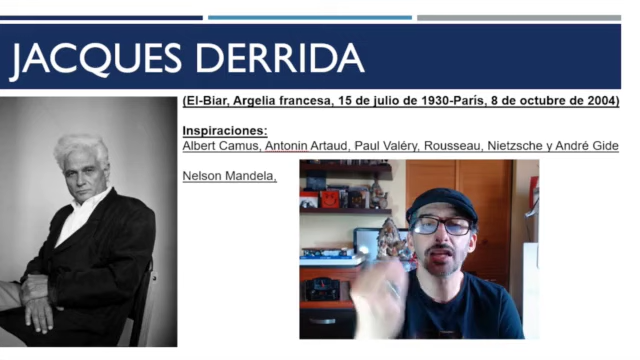 JACQUES DERRIDA
(El-Biar, Argelia francesa, 15 de julio de 1930-París, 8 de octubre de 2004)
Inspiraciones:
Albert Camus, Antonin Artaud, Paul Valéry, Rousseau, Nietzsche y André Gide
Nelson Mandela,